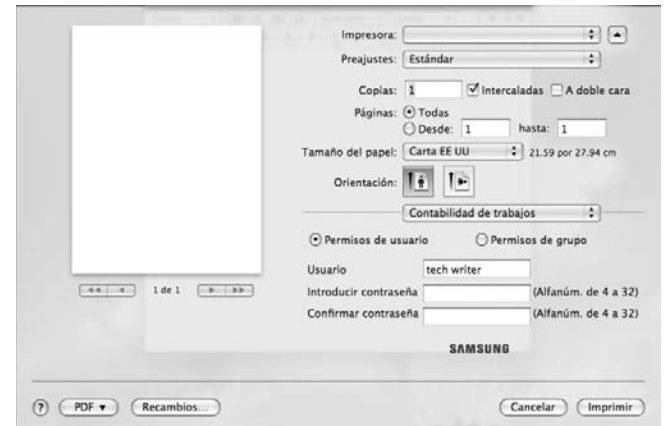 Impresora:
Preajustes: Estándar
Copias: 1 Intercaladas A doble cara
Páginas: Todas
Desde: 1 hasta: 1
Tamaño del papel: Carta EE UU 21.59 por 27.94 cm
Orientación:
Contabilidad de trabajos
Permisos de usuario Permisos de grupo
Usuario tech writer
Introducir contraseña (Alfanúm. de 4 a 32)
Confirmar contraseña (Alfanúm. de 4 a 32)
1 de 1
SAMSUNG
? PDF Recambios... Cancelar Imprimir